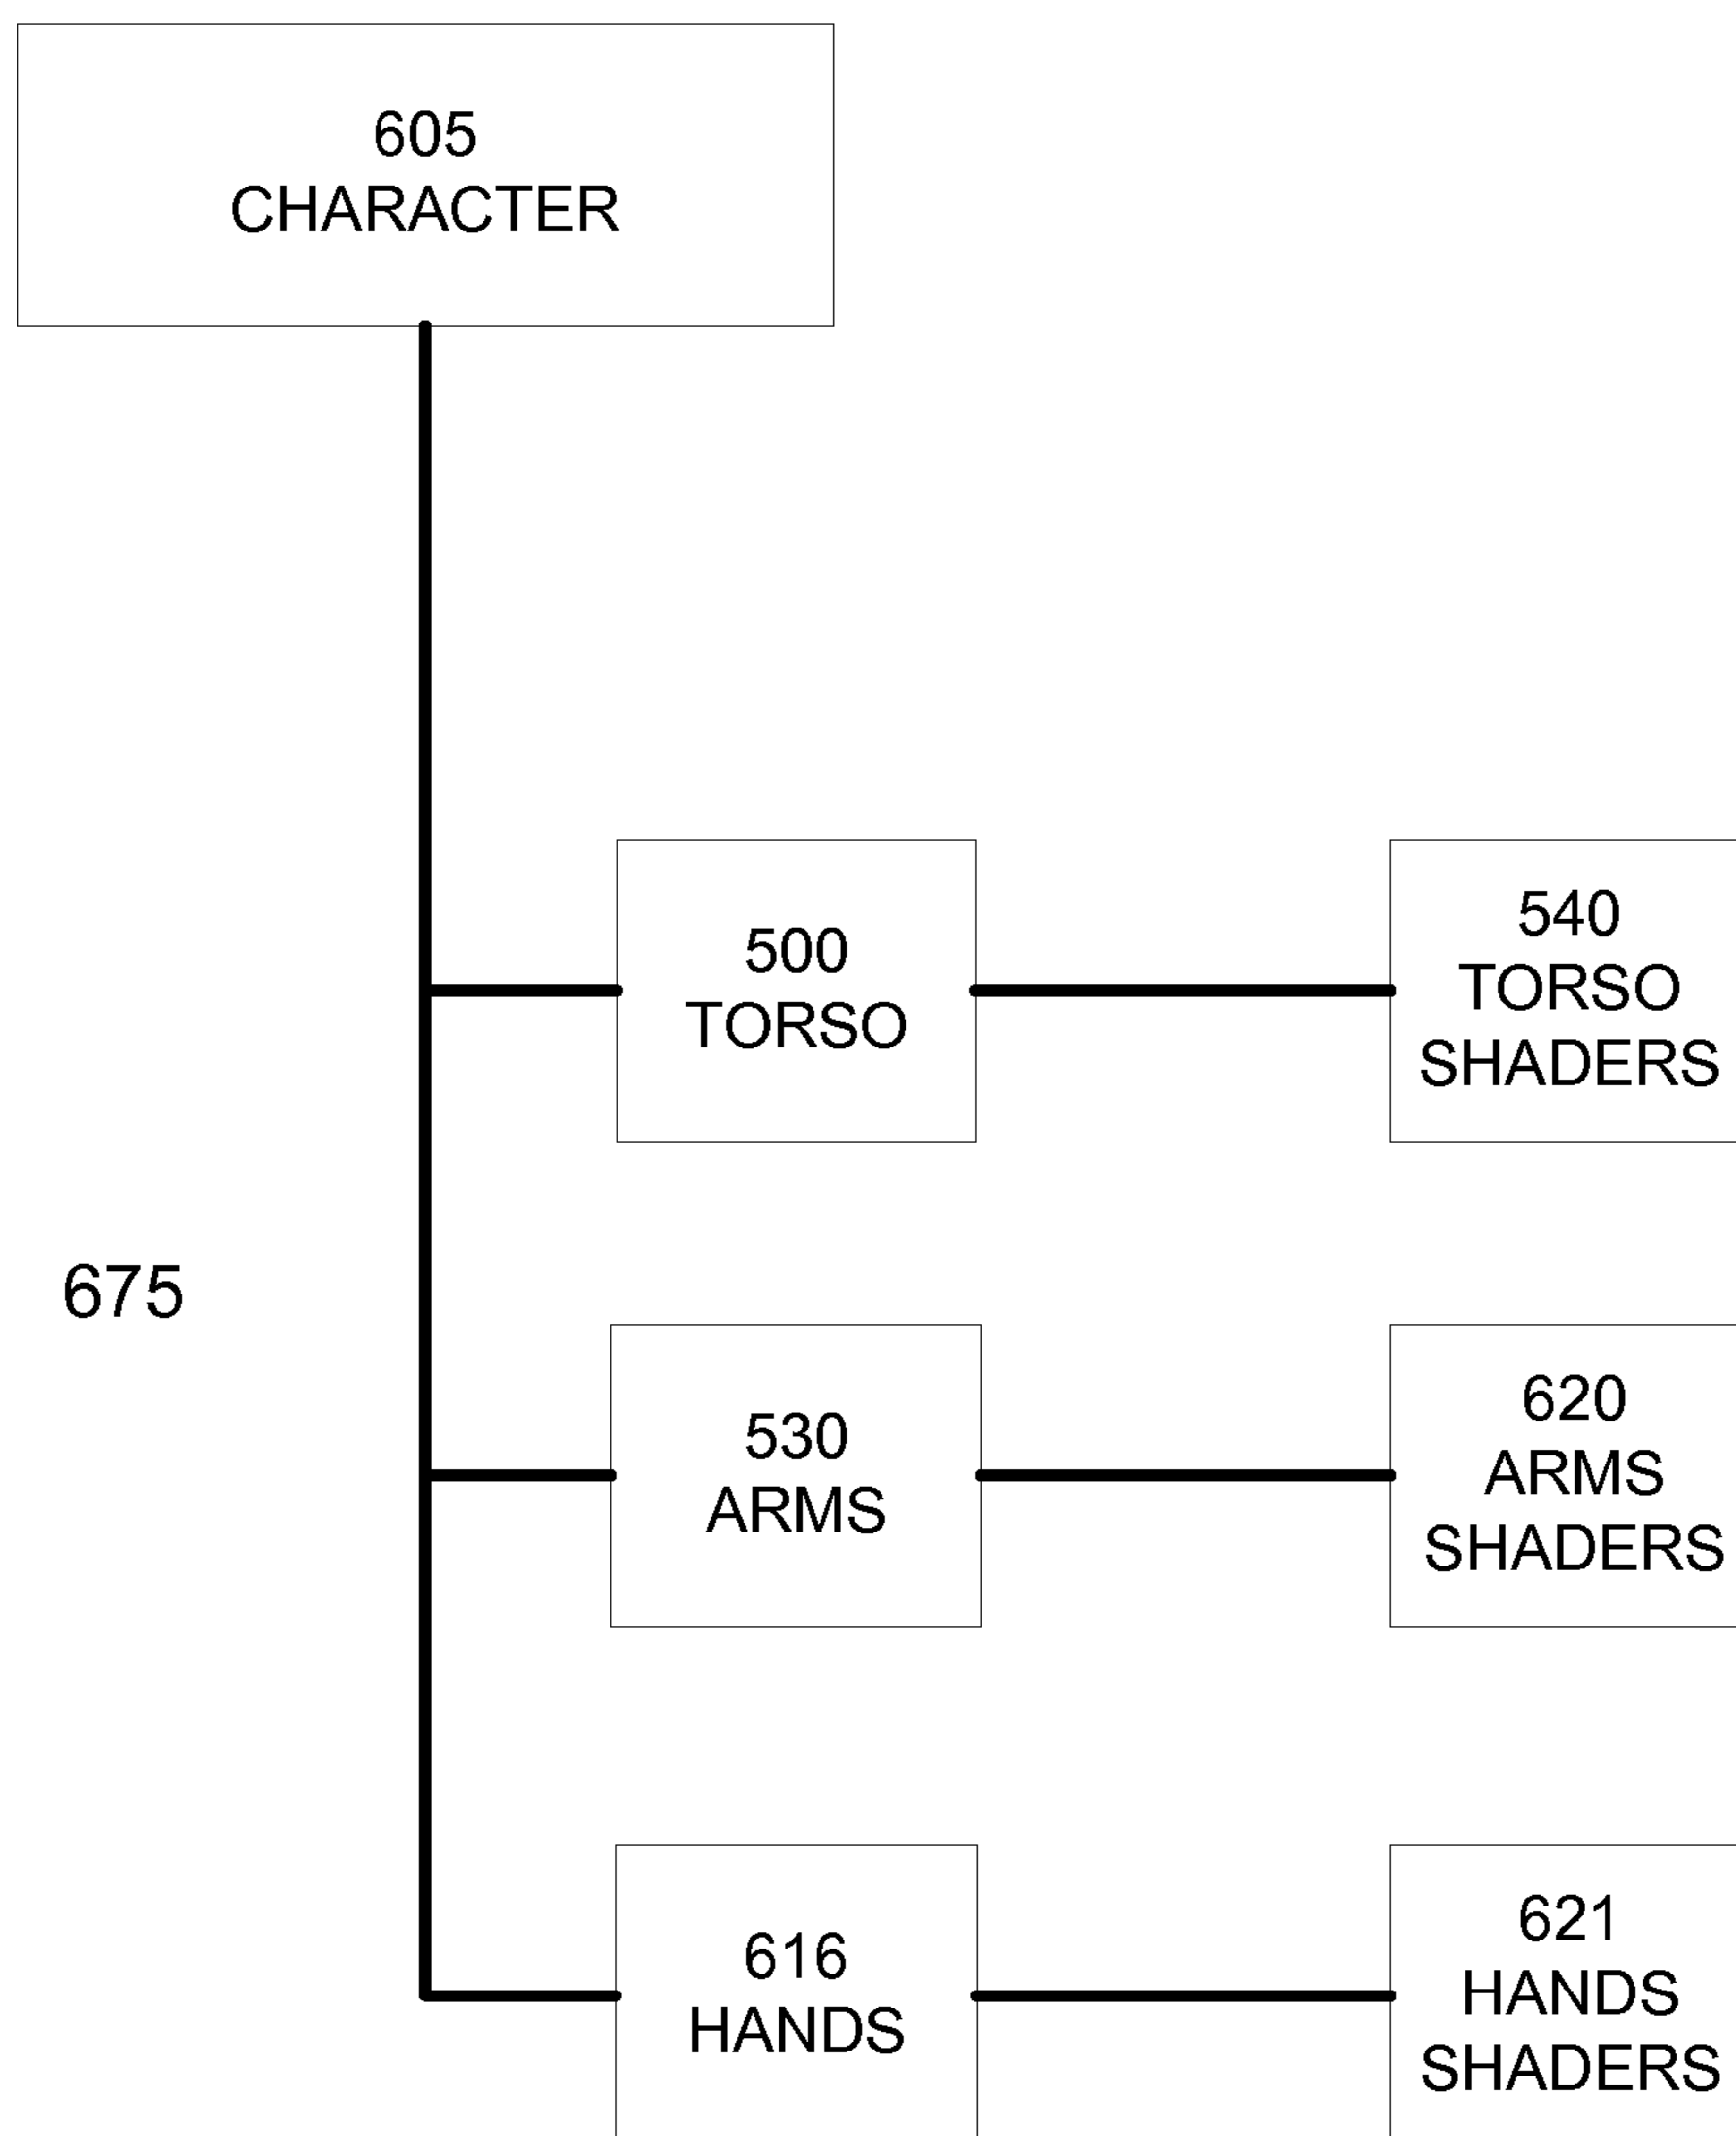 605
CHARACTER
500
TORSO
540
TORSO
SHADERS
675
530
ARMS
620
ARMS
SHADERS
616
HANDS
621
HANDS
SHADERS